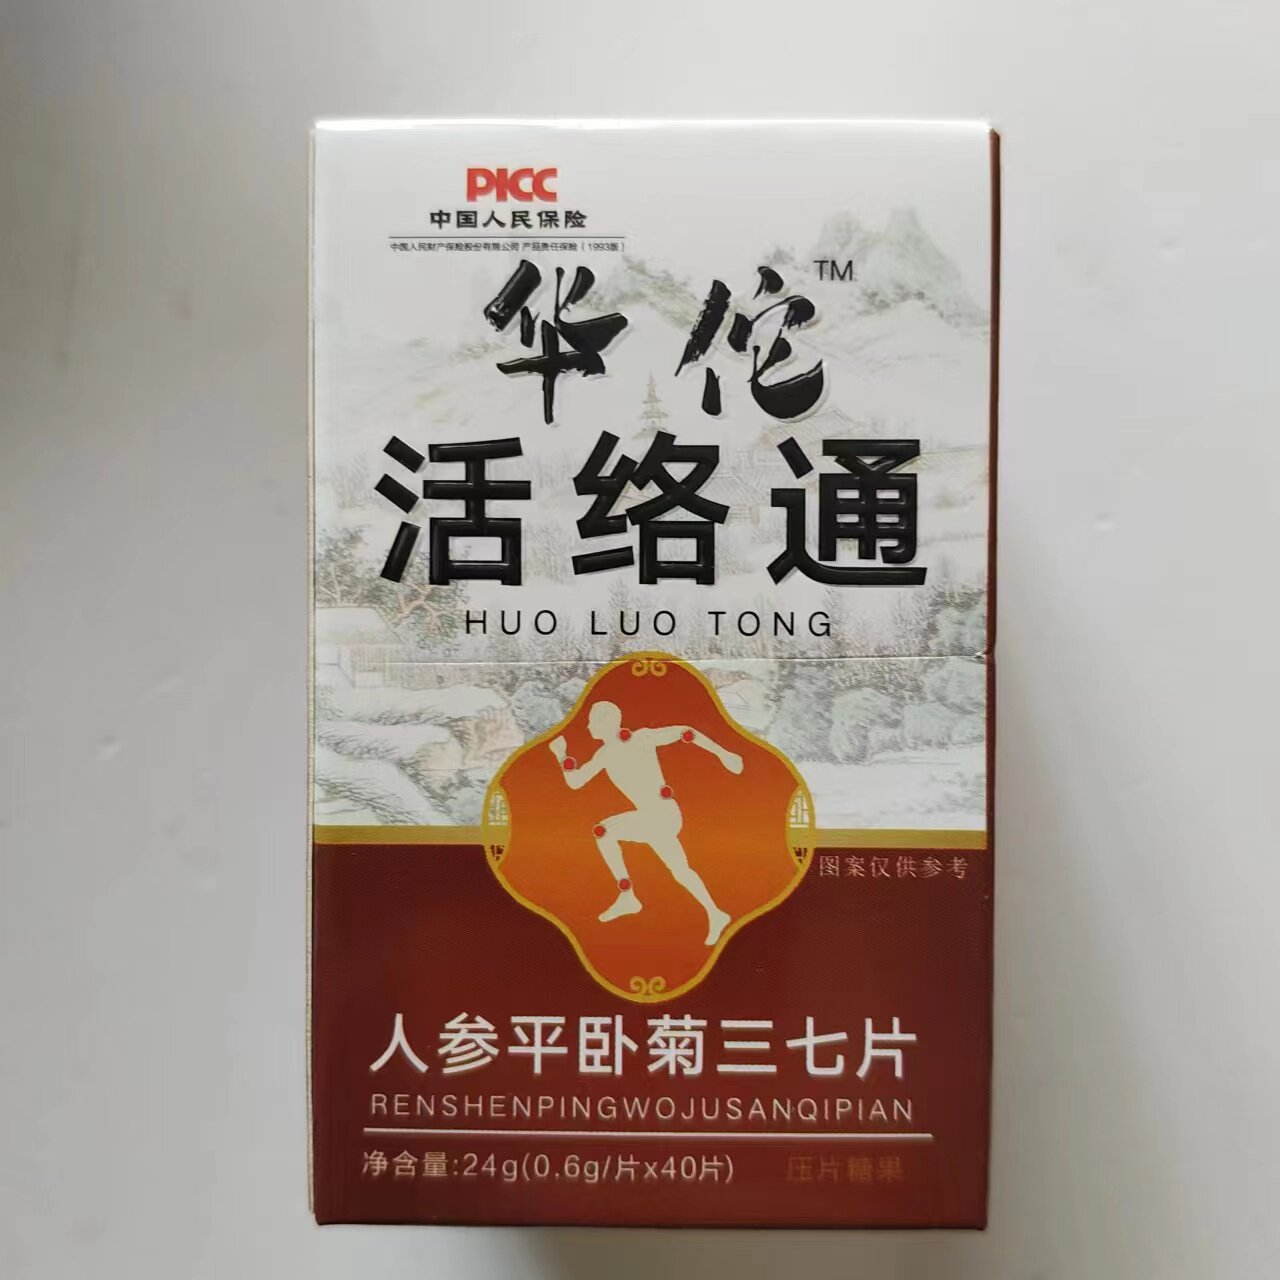 PICC
中国人民保险
中国人民财产保险股份有限公司 产品责任保险（1993版）
华佗TM
活络通
HUO LUO TONG
图案仅供参考
人参平卧菊三七片
RENSHENPINGWOJUSANQIPIAN
净含量:24g(0.6g/片x40片) 压片糖果